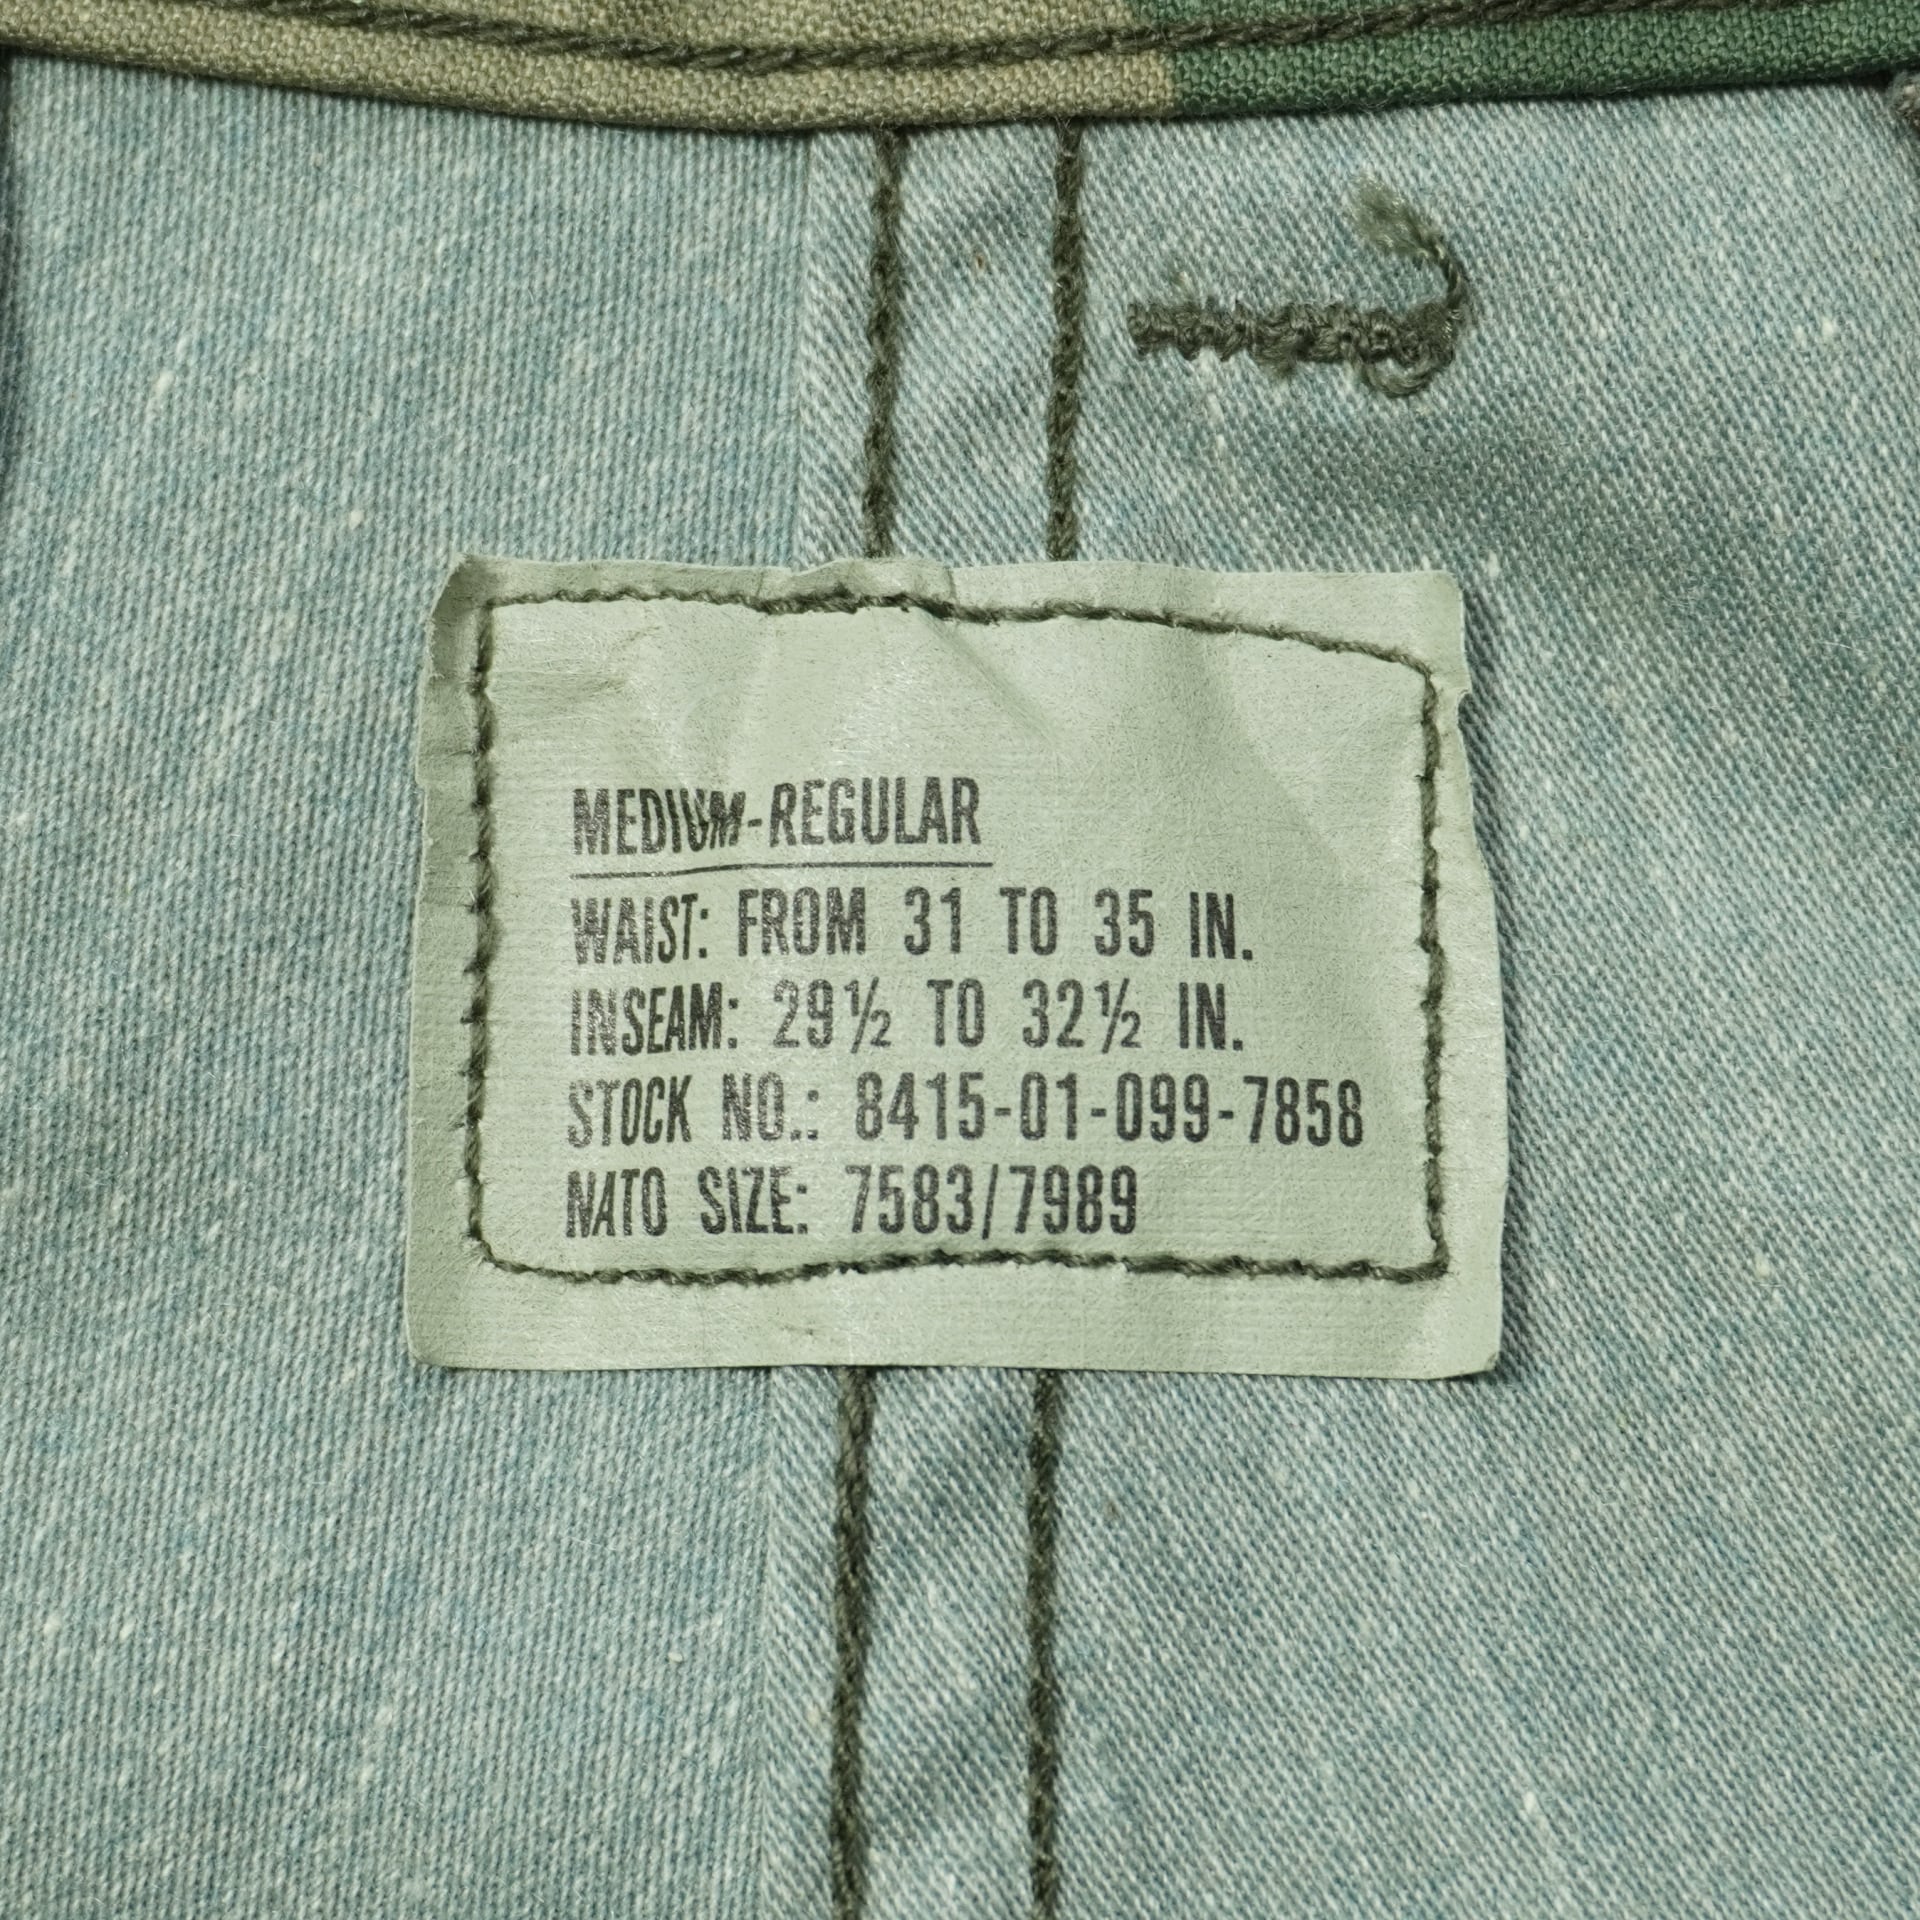 MEDIUM-REGULAR
WAIST: FROM 31 TO 35 IN.
INSEAM: 29½ TO 32½ IN.
STOCK NO.: 8415-01-099-7858
NATO SIZE: 7583/7989